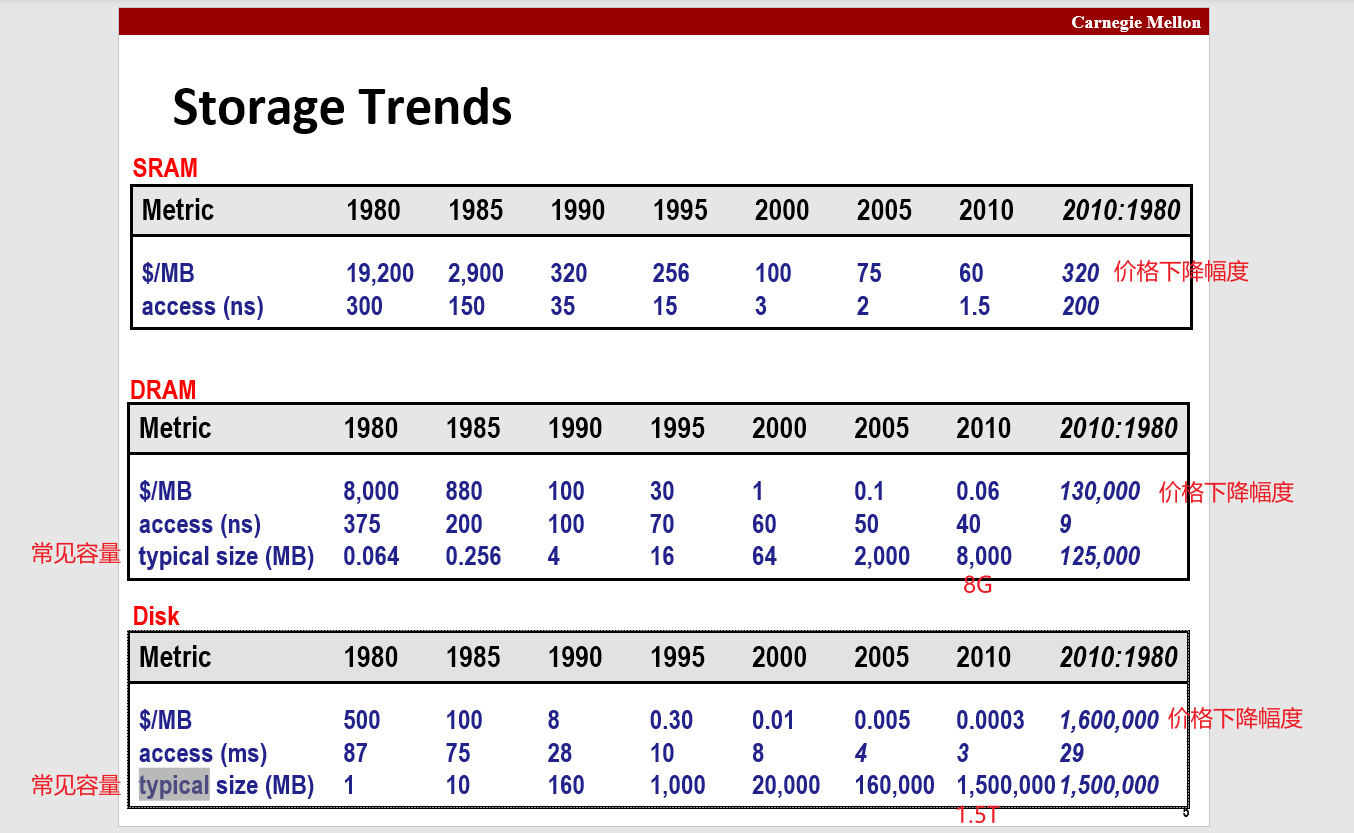 Carnegie Mellon
Storage Trends
SRAM
Metric 1980 1985 1990 1995 2000 2005 2010 2010:1980
$/MB 19,200 2,900 320 256 100 75 60 320 价格下降幅度
access (ns) 300 150 35 15 3 2 1.5 200
DRAM
Metric 1980 1985 1990 1995 2000 2005 2010 2010:1980
$/MB 8,000 880 100 30 1 0.1 0.06 130,000 价格下降幅度
access (ns) 375 200 100 70 60 50 40 9
常见容量 typical size (MB) 0.064 0.256 4 16 64 2,000 8,000 125,000
8G
Disk
Metric 1980 1985 1990 1995 2000 2005 2010 2010:1980
$/MB 500 100 8 0.30 0.01 0.005 0.0003 1,600,000 价格下降幅度
access (ms) 87 75 28 10 8 4 3 29
常见容量 typical size (MB) 1 10 160 1,000 20,000 160,000 1,500,000 1,500,000
1.5T